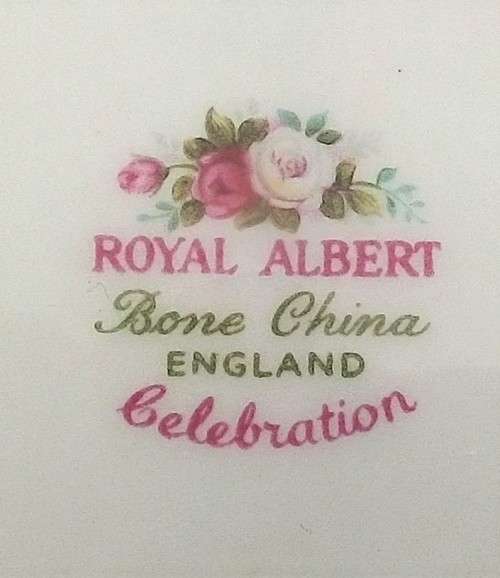 ROYAL ALBERT
Bone China
ENGLAND
Celebration